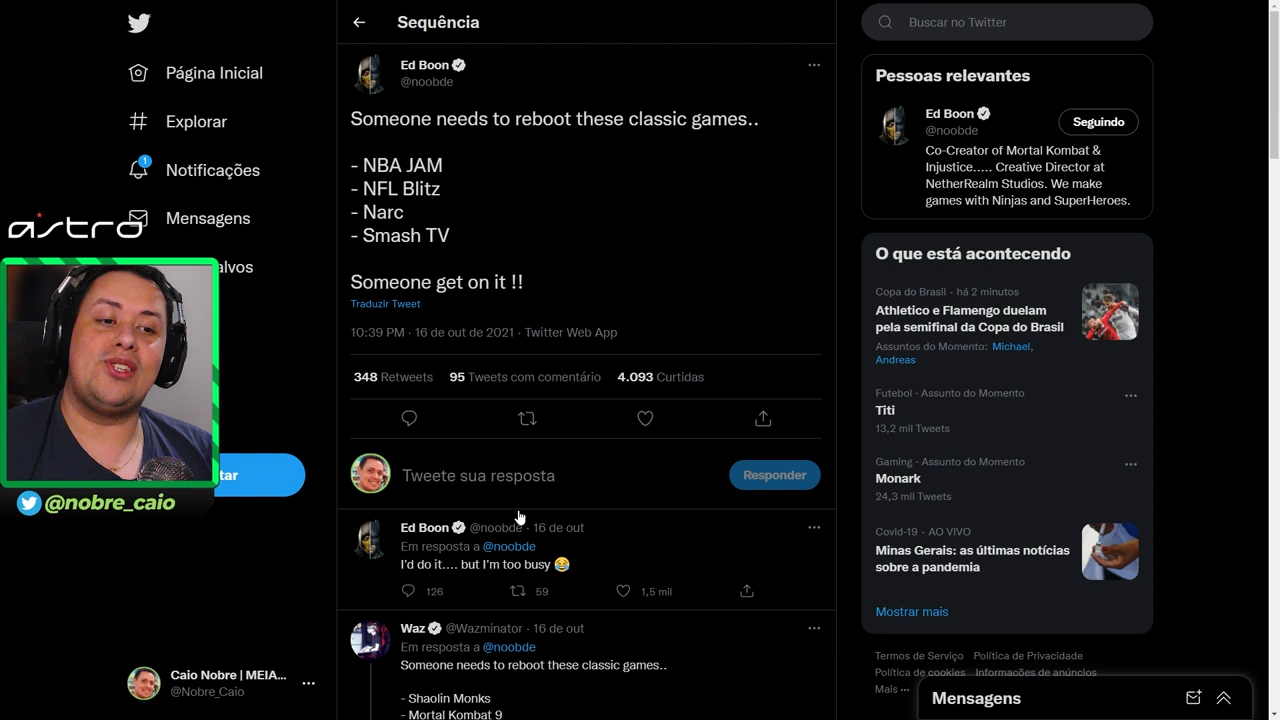 Página Inicial
Explorar
1
Notificações
Mensagens
alvos
astro
tar
@nobre_caio
Caio Nobre | MEIA...
@Nobre_Caio
Sequência
Ed Boon
@noobde
Someone needs to reboot these classic games..
- NBA JAM
- NFL Blitz
- Narc
- Smash TV
Someone get on it !!
Traduzir Tweet
10:39 PM · 16 de out de 2021 · Twitter Web App
348 Retweets 95 Tweets com comentário 4.093 Curtidas
Tweete sua resposta
Responder
Ed Boon @noobde · 16 de out
Em resposta a @noobde
I'd do it.... but I'm too busy 😂
126 59 1,5 mil
Waz @Wazminator · 16 de out
Em resposta a @noobde
Someone needs to reboot these classic games..
- Shaolin Monks
- Mortal Kombat 9
Buscar no Twitter
Pessoas relevantes
Ed Boon
@noobde
Seguindo
Co-Creator of Mortal Kombat &
Injustice..... Creative Director at
NetherRealm Studios. We make
games with Ninjas and SuperHeroes.
O que está acontecendo
Copa do Brasil · há 2 minutos
Athletico e Flamengo duelam
pela semifinal da Copa do Brasil
Assuntos do Momento: Michael,
Andreas
Futebol · Assunto do Momento
Titi
13,2 mil Tweets
Gaming · Assunto do Momento
Monark
24,3 mil Tweets
Covid-19 · AO VIVO
Minas Gerais: as últimas notícias
sobre a pandemia
Mostrar mais
Termos de Serviço Política de Privacidade
Política de cookies Informações de anúncios
Mais ···
Mensagens